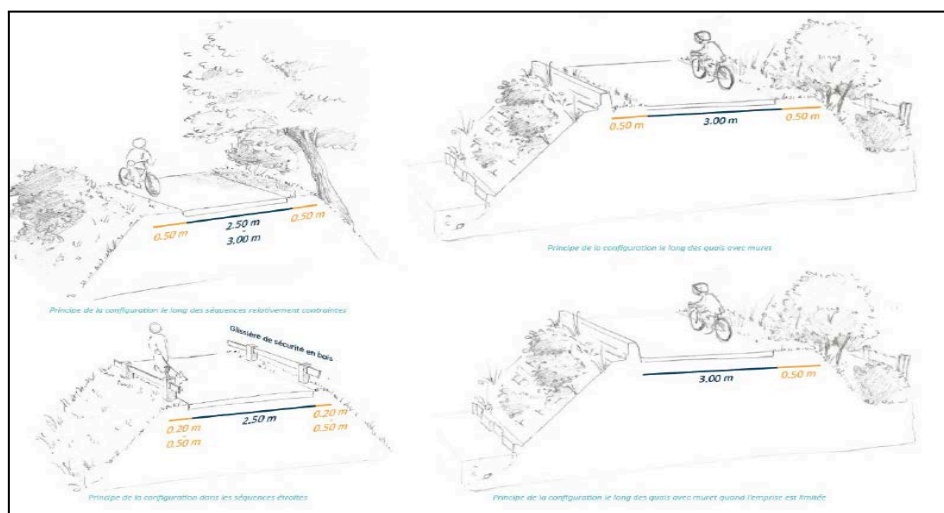 0.50 m
2.50 m
-
3.00 m
0.50 m
Principe de la configuration le long des séquences relativement contraintes
0.50 m
3.00 m
0.50 m
Principe de la configuration le long des quais avec muret
Glissière de sécurité en bois
0.20 m
-
0.50 m
2.50 m
0.20 m
-
0.50 m
Principe de la configuration dans les séquences étroites
3.00 m
0.50 m
Principe de la configuration le long des quais avec muret quand l'emprise est limitée